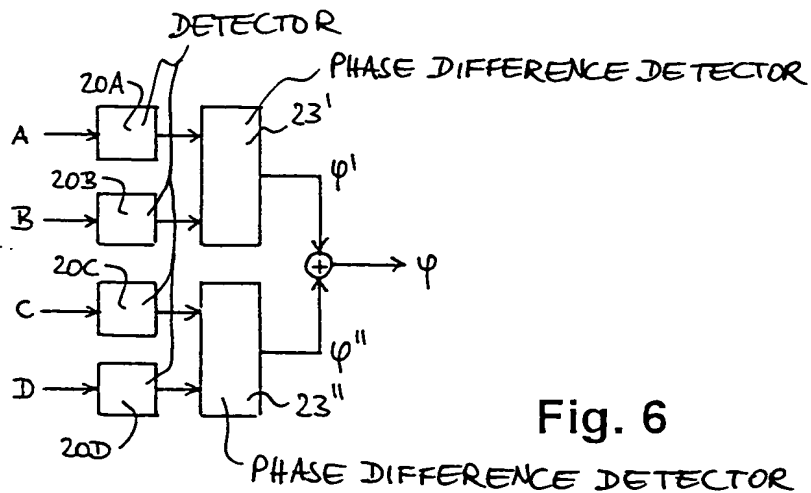 DETECTOR
PHASE DIFFERENCE DETECTOR
20A
23'
A
φ'
20B
B
20C
+
φ
C
φ"
D
23"
20D
Fig. 6
PHASE DIFFERENCE DETECTOR